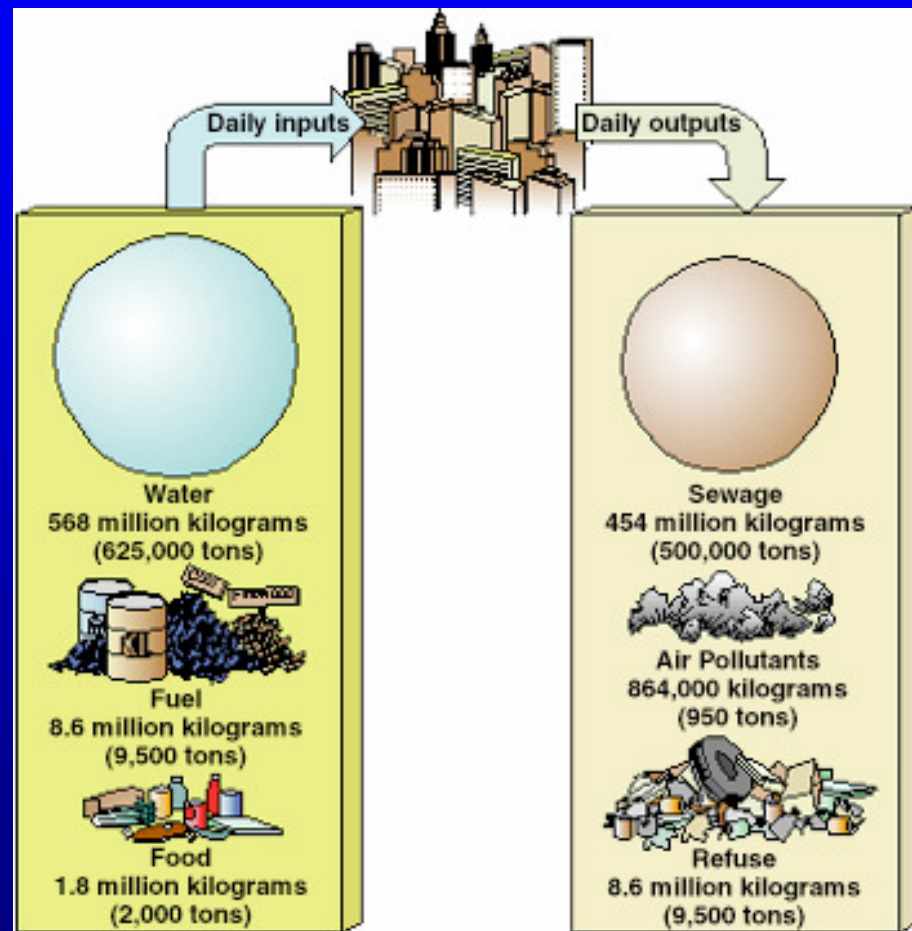 Daily inputs
Daily outputs
Water
568 million kilograms
(625,000 tons)
Fuel
8.6 million kilograms
(9,500 tons)
Food
1.8 million kilograms
(2,000 tons)
Sewage
454 million kilograms
(500,000 tons)
Air Pollutants
864,000 kilograms
(950 tons)
Refuse
8.6 million kilograms
(9,500 tons)